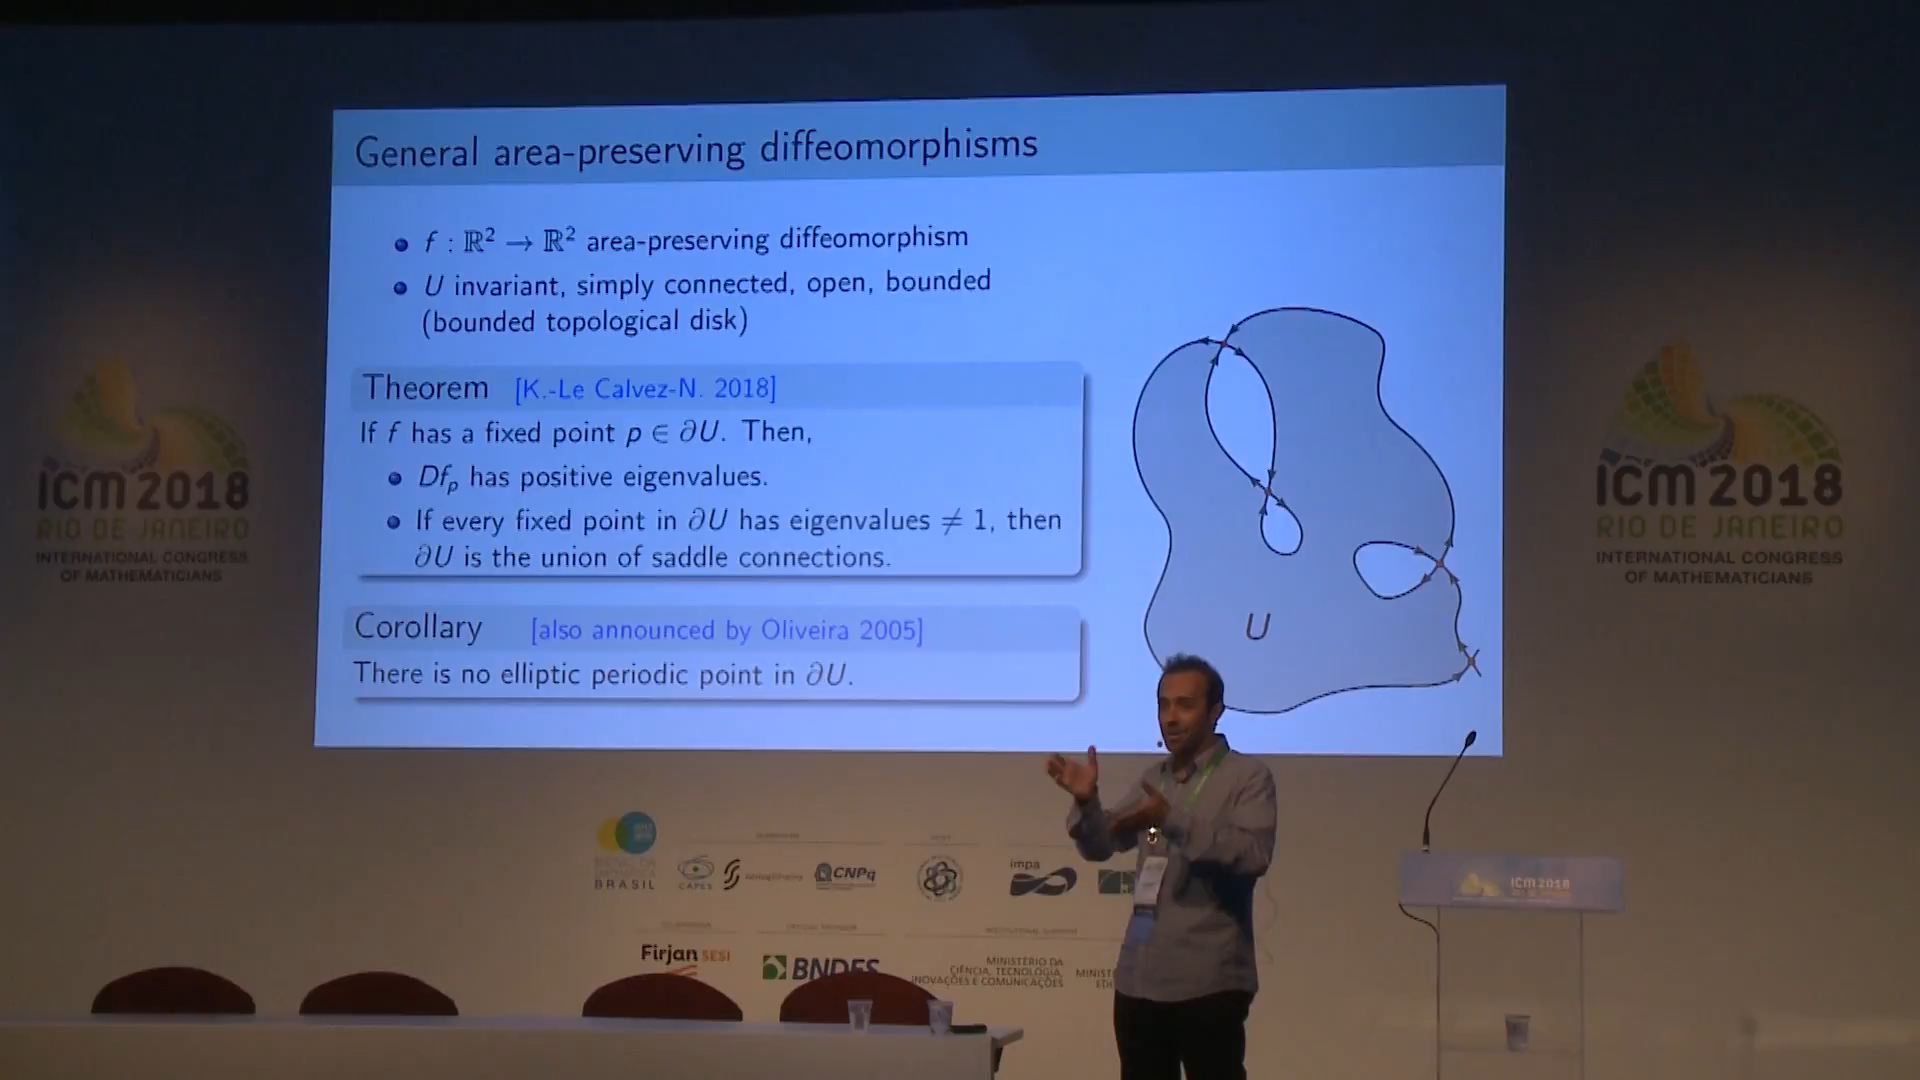 General area-preserving diffeomorphisms
f : ℝ² → ℝ² area-preserving diffeomorphism
U invariant, simply connected, open, bounded
(bounded topological disk)
Theorem [K.-Le Calvez-N. 2018]
If f has a fixed point p ∈ ∂U. Then,
Df_p has positive eigenvalues.
If every fixed point in ∂U has eigenvalues ≠ 1, then
∂U is the union of saddle connections.
Corollary [also announced by Oliveira 2005]
There is no elliptic periodic point in ∂U.
U
ICM 2018
RIO DE JANEIRO
INTERNATIONAL CONGRESS
OF MATHEMATICIANS
ICM 2018
RIO DE JANEIRO
INTERNATIONAL CONGRESS
OF MATHEMATICIANS
BRASIL
CAPES
CNPq
impa
Firjan SESI
BNDES
MINISTÉRIO DA
CIÊNCIA, TECNOLOGIA,
INOVAÇÕES E COMUNICAÇÕES
ICM 2018